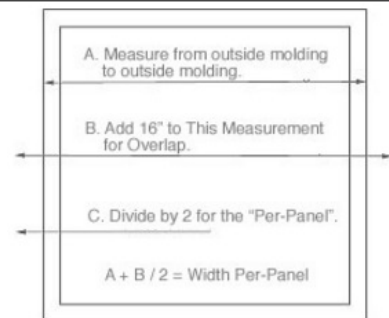 A. Measure from outside molding
to outside molding.
B. Add 16" to This Measurement
for Overlap.
C. Divide by 2 for the "Per-Panel".
A + B / 2 = Width Per-Panel